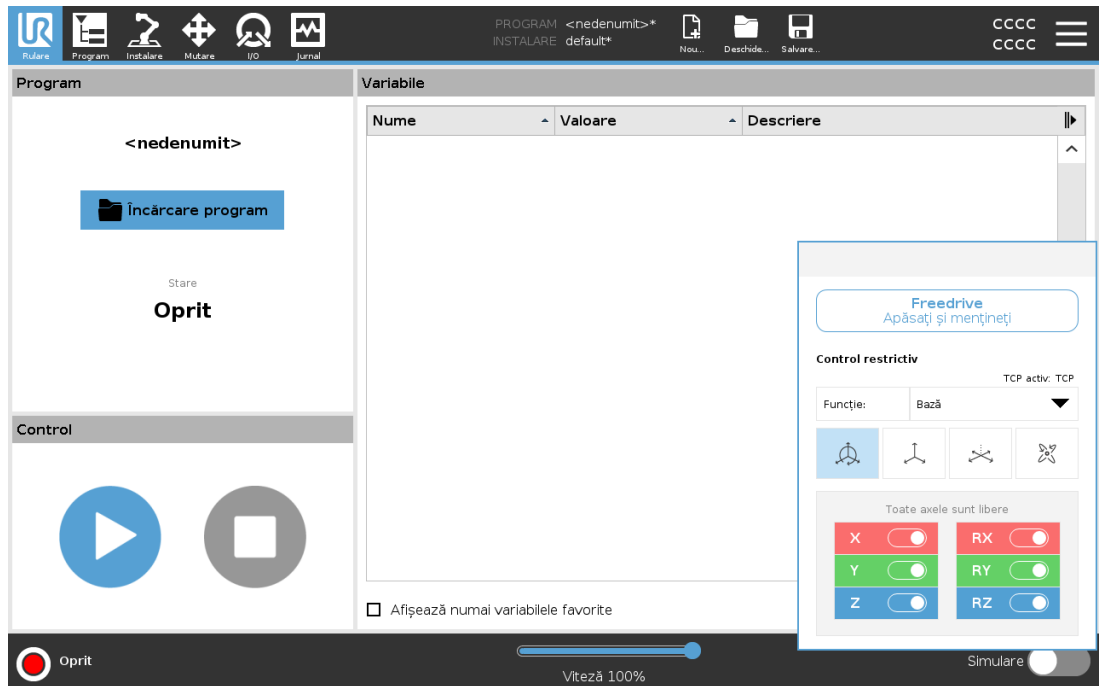 UR
Rulare
Program
Instalare
Mutare
I/O
Jurnal
PROGRAM <nedenumit>*
INSTALARE default*
Nou...
Deschide...
Salvare...
CCCC
CCCC
Program
<nedenumit>
Încărcare program
Stare
Oprit
Control
Variabile
Nume Valoare Descriere
Afișează numai variabilele favorite
Freedrive
Apăsați și mențineți
Control restrictiv
TCP activ: TCP
Funcție: Bază
Toate axele sunt libere
X RX
Y RY
Z RZ
Oprit
Viteză 100%
Simulare